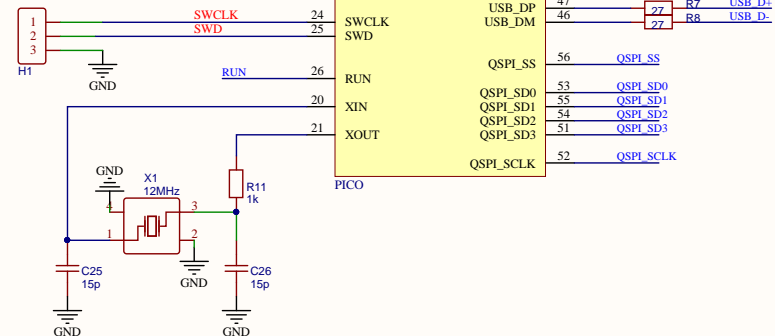 47 USB_DP 27 R7 USB_D+
SWCLK 24 SWCLK 46 USB_DM 27 R8 USB_D-
1
2 SWD 25 SWD
3
H1 GND
56 QSPI_SS QSPI_SS
RUN 26 RUN
53 QSPI_SD0 QSPI_SD0
20 XIN 55 QSPI_SD1 QSPI_SD1
54 QSPI_SD2 QSPI_SD2
21 XOUT 51 QSPI_SD3 QSPI_SD3
52 QSPI_SCLK QSPI_SCLK
PICO
GND X1
12MHz
R11
1k
4 3
1 2
C25
15p
GND
C26
15p
GND GND